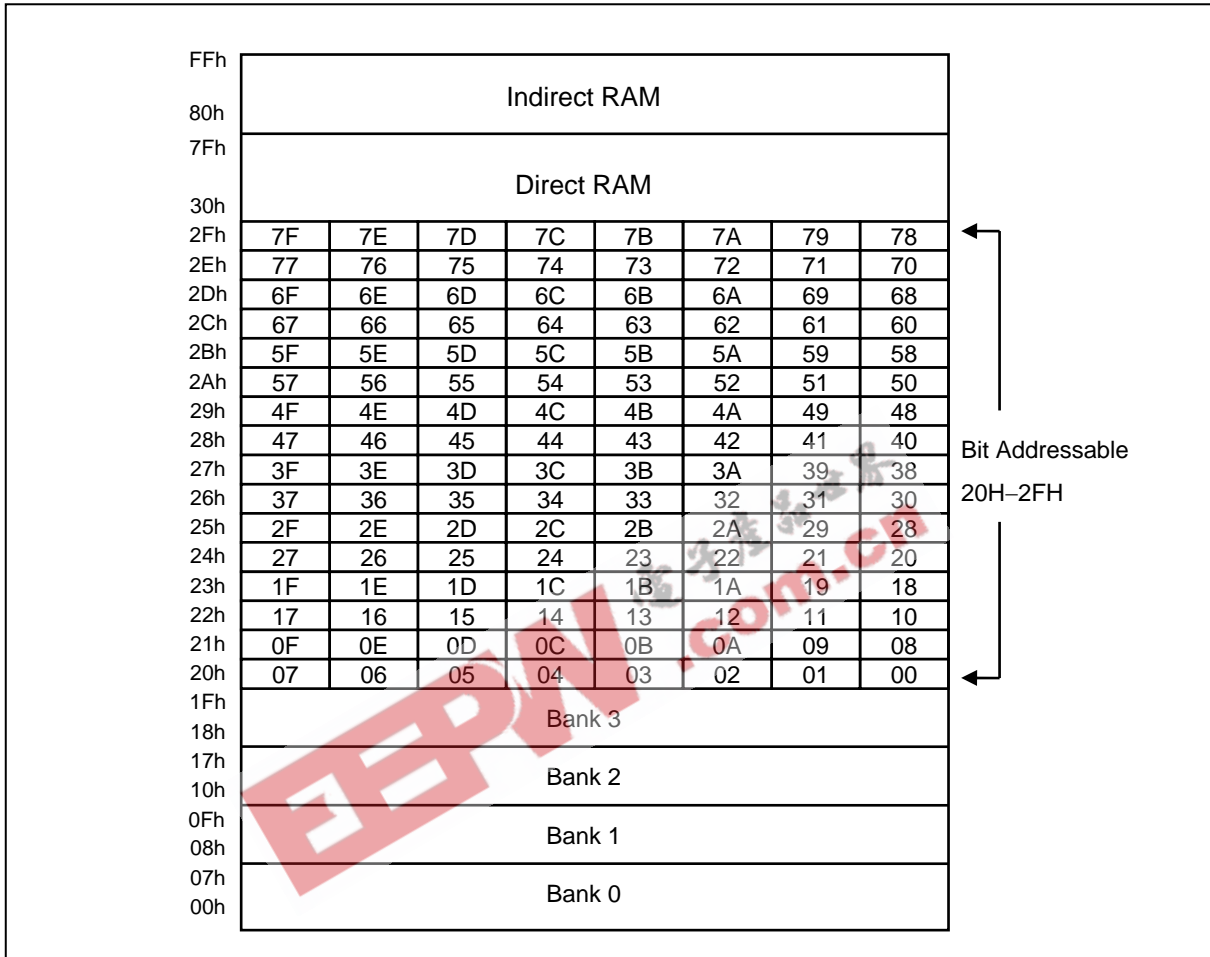 FFh
Indirect RAM
80h
7Fh
Direct RAM
30h
2Fh 7F 7E 7D 7C 7B 7A 79 78
2Eh 77 76 75 74 73 72 71 70
2Dh 6F 6E 6D 6C 6B 6A 69 68
2Ch 67 66 65 64 63 62 61 60
2Bh 5F 5E 5D 5C 5B 5A 59 58
2Ah 57 56 55 54 53 52 51 50
29h 4F 4E 4D 4C 4B 4A 49 48
28h 47 46 45 44 43 42 41 40
Bit Addressable
27h 3F 3E 3D 3C 3B 3A 39 38
26h 37 36 35 34 33 32 31 30
20H–2FH
25h 2F 2E 2D 2C 2B 2A 29 28
24h 27 26 25 24 23 22 21 20
23h 1F 1E 1D 1C 1B 1A 19 18
22h 17 16 15 14 13 12 11 10
21h 0F 0E 0D 0C 0B 0A 09 08
20h 07 06 05 04 03 02 01 00
1Fh
Bank 3
18h
17h
Bank 2
10h
0Fh
Bank 1
08h
07h
Bank 0
00h
EEPW
電子產品世界
.com.cn